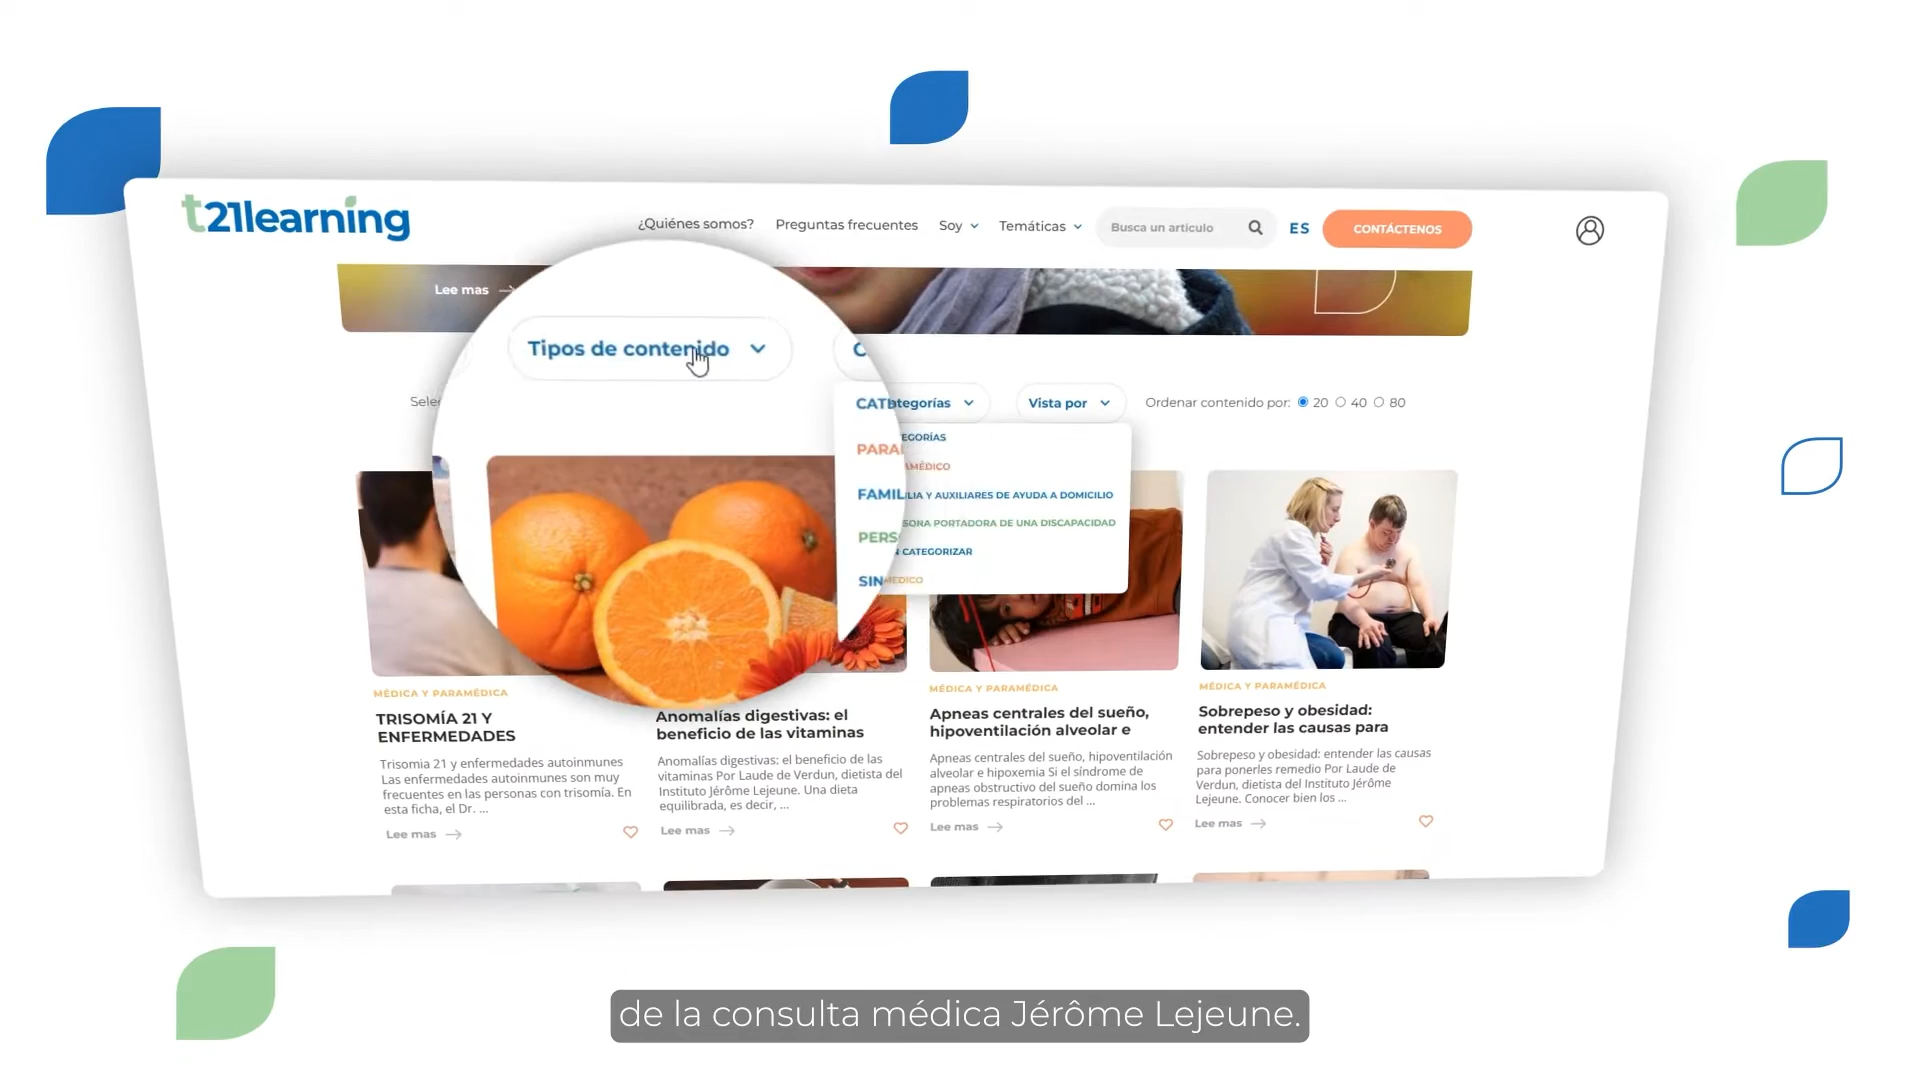 t21learning
¿Quiénes somos?
Preguntas frecuentes
Soy
Temáticas
Busca un artículo
ES
CONTÁCTENOS
Lee mas
Tipos de contenido
Vista por
Ordenar contenido por: 20 40 80
FAMILIA Y AUXILIARES DE AYUDA A DOMICILIO
PORTADORA DE UNA DISCAPACIDAD
SIN CATEGORIZAR
MÉDICA Y PARAMÉDICA
TRISOMÍA 21 Y
ENFERMEDADES
Trisomia 21 y enfermedades autoinmunes
Las enfermedades autoinmunes son muy
frecuentes en las personas con trisomía. En
esta ficha, el Dr. ...
Lee mas
Anomalías digestivas: el
beneficio de las vitaminas
Anomalías digestivas: el beneficio de las
vitaminas Por Laude de Verdun, dietista del
Instituto Jérôme Lejeune. Una dieta
equilibrada, es decir, ...
Lee mas
MÉDICA Y PARAMÉDICA
Apneas centrales del sueño,
hipoventilación alveolar e
Apneas centrales del sueño, hipoventilación
alveolar e hipoxemia Si el síndrome de
apneas obstructivo del sueño domina los
problemas respiratorios del ...
Lee mas
MÉDICA Y PARAMÉDICA
Sobrepeso y obesidad:
entender las causas para
Sobrepeso y obesidad: entender las causas
para ponerles remedio Por Laude de
Verdun, dietista del Instituto Jérôme
Lejeune. Conocer bien los ...
Lee mas
de la consulta médica Jérôme Lejeune.